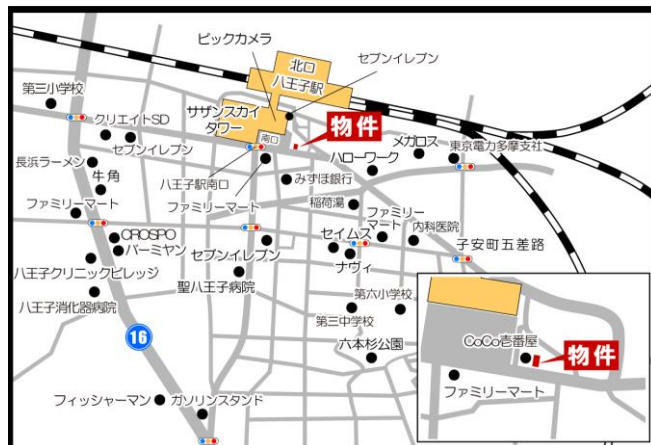 ビックカメラ
北口
八王子駅
セブンイレブン
第三小学校
クリエイトSD
サザンスカイ
タワー
南口
物件
セブンイレブン
長浜ラーメン
牛角
八王子駅南口
ファミリーマート
みずほ銀行
ハローワーク
メガロス
東京電力多摩支社
稲荷湯
ファミリーマート
CROSPO
バーミヤン
セブンイレブン
セイムス
ファミリー
マート
内科医院
子安町五差路
ナヴィ
八王子クリニックビレッジ
聖八王子病院
八王子消化器病院
第六小学校
第三中学校
16
六本杉公園
フィッシャーマン
ガソリンスタンド
CoCo壱番屋
物件
ファミリーマート